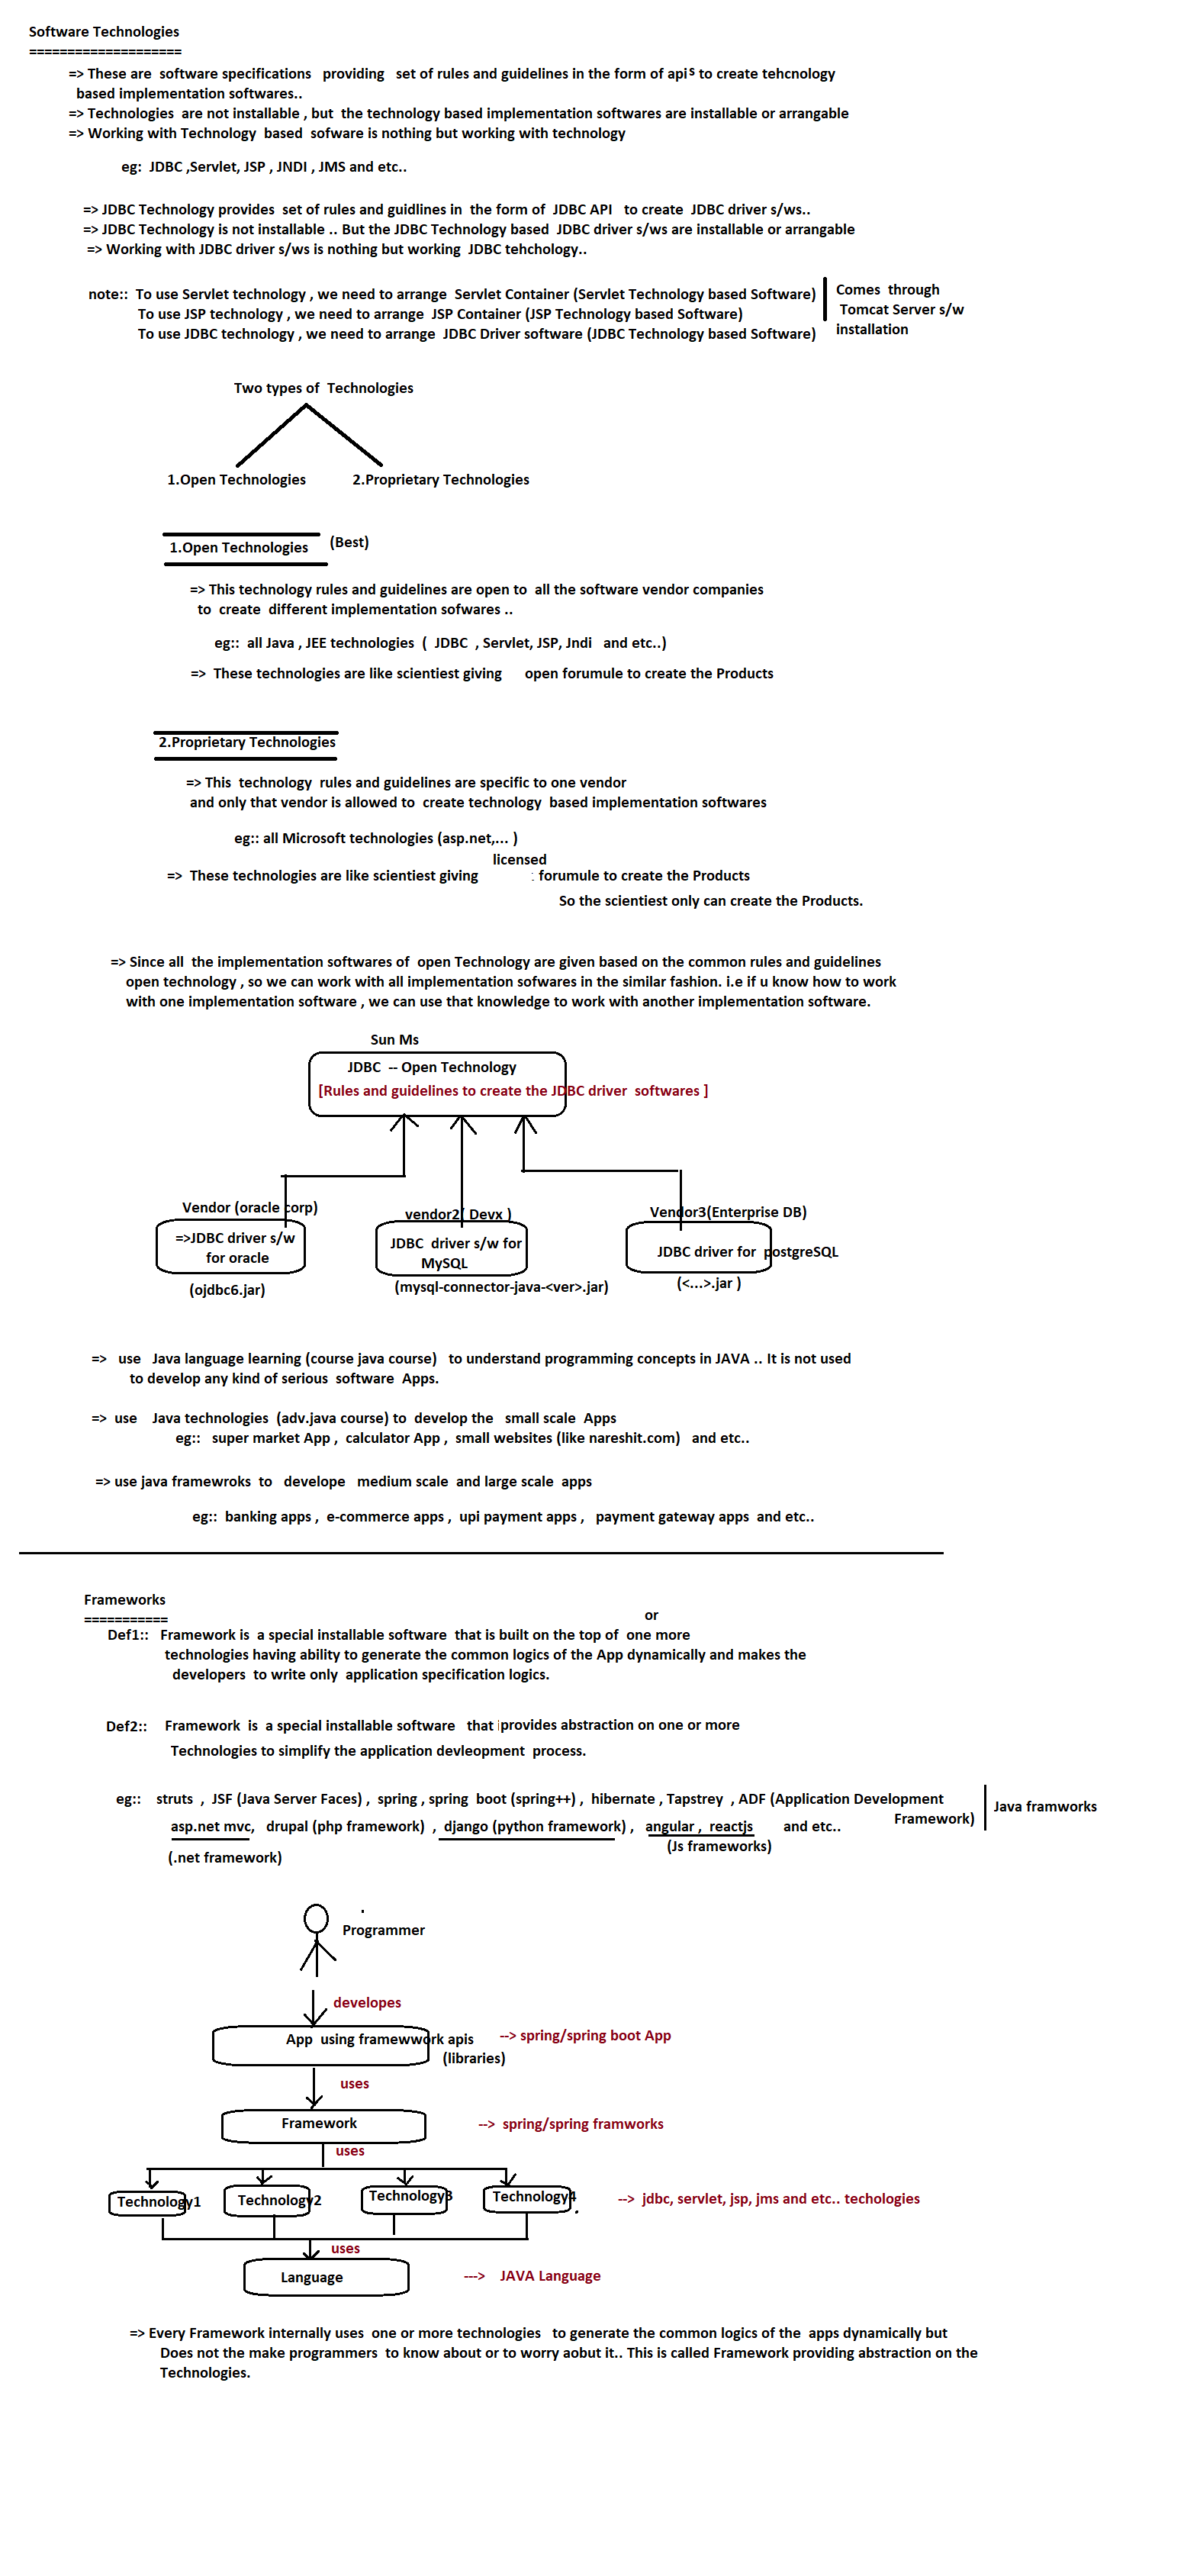 Software Technologies
====================
=> These are software specifications providing set of rules and guidelines in the form of apis to create tehcnology
based implementation softwares..
=> Technologies are not installable , but the technology based implementation softwares are installable or arrangable
=> Working with Technology based sofware is nothing but working with technology
eg: JDBC ,Servlet, JSP , JNDI , JMS and etc..
=> JDBC Technology provides set of rules and guidlines in the form of JDBC API to create JDBC driver s/ws..
=> JDBC Technology is not installable .. But the JDBC Technology based JDBC driver s/ws are installable or arrangable
=> Working with JDBC driver s/ws is nothing but working JDBC tehchology..
note:: To use Servlet technology , we need to arrange Servlet Container (Servlet Technology based Software)
To use JSP technology , we need to arrange JSP Container (JSP Technology based Software)
To use JDBC technology , we need to arrange JDBC Driver software (JDBC Technology based Software)
Comes through
Tomcat Server s/w
installation
Two types of Technologies
1.Open Technologies 2.Proprietary Technologies
1.Open Technologies (Best)
=> This technology rules and guidelines are open to all the software vendor companies
to create different implementation sofwares ..
eg:: all Java , JEE technologies ( JDBC , Servlet, JSP, Jndi and etc..)
=> These technologies are like scientiest giving open forumule to create the Products
2.Proprietary Technologies
=> This technology rules and guidelines are specific to one vendor
and only that vendor is allowed to create technology based implementation softwares
eg:: all Microsoft technologies (asp.net,... )
licensed
=> These technologies are like scientiest giving : forumule to create the Products
So the scientiest only can create the Products.
=> Since all the implementation softwares of open Technology are given based on the common rules and guidelines
open technology , so we can work with all implementation sofwares in the similar fashion. i.e if u know how to work
with one implementation software , we can use that knowledge to work with another implementation software.
Sun Ms
JDBC -- Open Technology
[Rules and guidelines to create the JDBC driver softwares ]
Vendor (oracle corp)
=>JDBC driver s/w
for oracle
(ojdbc6.jar)
vendor2( Devx )
JDBC driver s/w for
MySQL
(mysql-connector-java-<ver>.jar)
Vendor3(Enterprise DB)
JDBC driver for postgreSQL
(<...>.jar )
=> use Java language learning (course java course) to understand programming concepts in JAVA .. It is not used
to develop any kind of serious software Apps.
=> use Java technologies (adv.java course) to develop the small scale Apps
eg:: super market App , calculator App , small websites (like nareshit.com) and etc..
=> use java framewroks to develope medium scale and large scale apps
eg:: banking apps , e-commerce apps , upi payment apps , payment gateway apps and etc..
Frameworks
===========
or
Def1:: Framework is a special installable software that is built on the top of one more
technologies having ability to generate the common logics of the App dynamically and makes the
developers to write only application specification logics.
Def2:: Framework is a special installable software that provides abstraction on one or more
Technologies to simplify the application devleopment process.
eg:: struts , JSF (Java Server Faces) , spring , spring boot (spring++) , hibernate , Tapstrey , ADF (Application Development
Framework)
Java framworks
asp.net mvc, drupal (php framework) , django (python framework) , angular , reactjs and etc..
(.net framework)
(Js frameworks)
Programmer
developes
App using framewwork apis
(libraries)
--> spring/spring boot App
uses
Framework --> spring/spring framworks
uses
Technology1 Technology2 Technology3 Technology4 --> jdbc, servlet, jsp, jms and etc.. techologies
uses
Language ---> JAVA Language
=> Every Framework internally uses one or more technologies to generate the common logics of the apps dynamically but
Does not the make programmers to know about or to worry aobut it.. This is called Framework providing abstraction on the
Technologies.